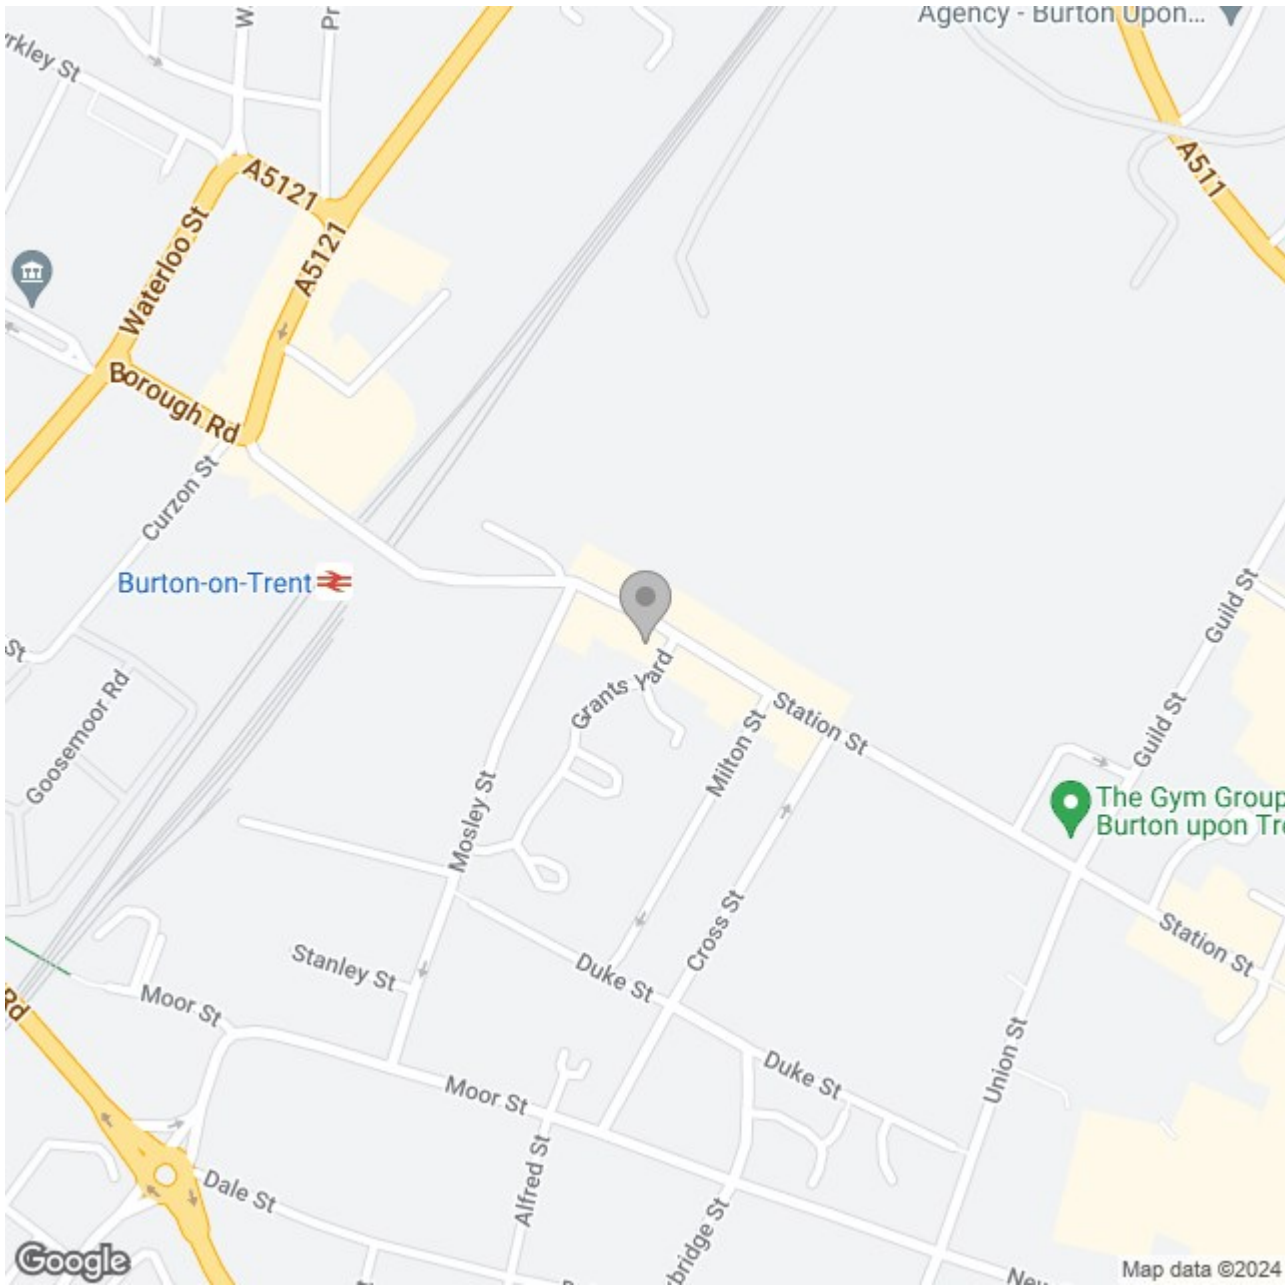 Agency - Burton Upon...
A5121
A511
A5121
Waterloo St
Borough Rd
Curzon St
Burton-on-Trent
St
Goosemoor Rd
Grants Yard
Station St
Milton St
Guild St
Guild St
The Gym Group
Burton upon Tre
Mosley St
Cross St
Station St
Stanley St
Duke St
Moor St
Rd
Union St
Duke St
Moor St
Alfred St
Dale St
Google
Map data ©2024